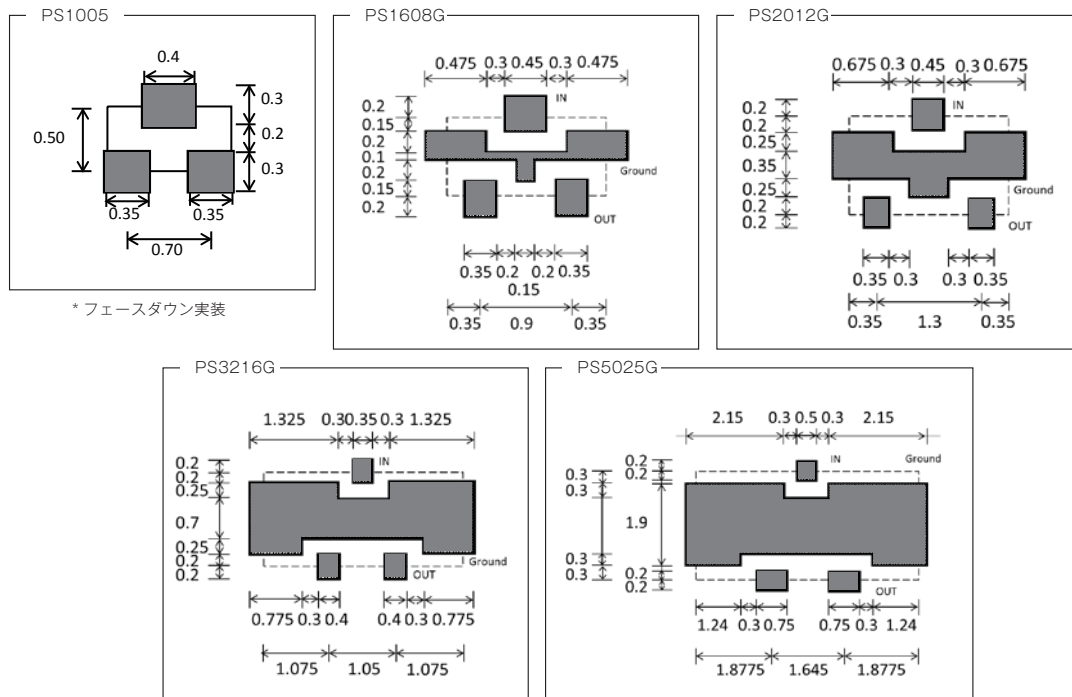 PS1005
0.4
0.50
0.3
0.2
0.3
0.35 0.35
0.70
* フェースダウン実装
PS1608G
0.475 0.3 0.45 0.3 0.475
IN
0.2
0.15
0.2
0.1
0.2
0.15
0.2
Ground
OUT
0.35 0.2 0.2 0.35
0.15
0.35 0.9 0.35
PS2012G
0.675 0.3 0.45 0.3 0.675
IN
0.2
0.2
0.25
0.35
0.25
0.2
0.2
Ground
OUT
0.35 0.3 0.3 0.35
0.35 1.3 0.35
PS3216G
1.325 0.3 0.35 0.3 1.325
IN
0.2
0.2
0.25
0.7
0.25
0.2
0.2
Ground
OUT
0.775 0.3 0.4 0.4 0.3 0.775
1.075 1.05 1.075
PS5025G
2.15 0.3 0.5 0.3 2.15
IN
Ground
0.2
0.2
0.3
0.3
1.9
0.3
0.3
0.2
0.2
OUT
1.24 0.3 0.75 0.75 0.3 1.24
1.8775 1.645 1.8775